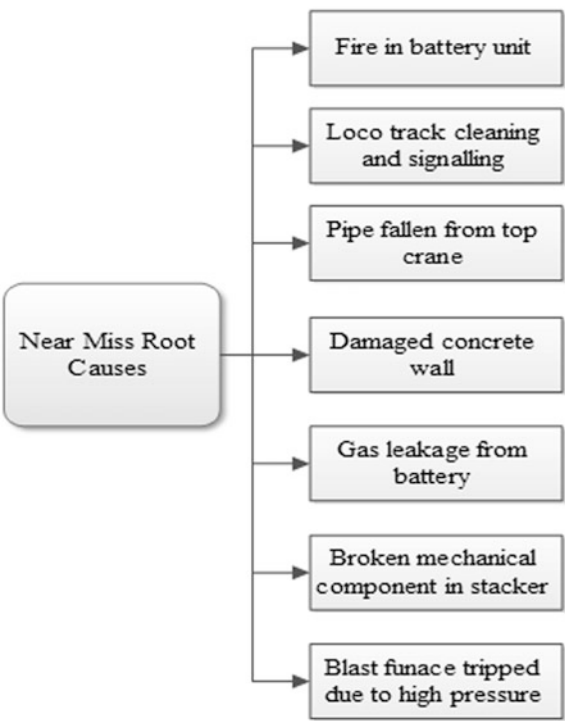 Fire in battery unit
Loco track cleaning
and signalling
Pipe fallen from top
crane
Near Miss Root
Causes
Damaged concrete
wall
Gas leakage from
battery
Broken mechanical
component in stacker
Blast funace tripped
due to high pressure